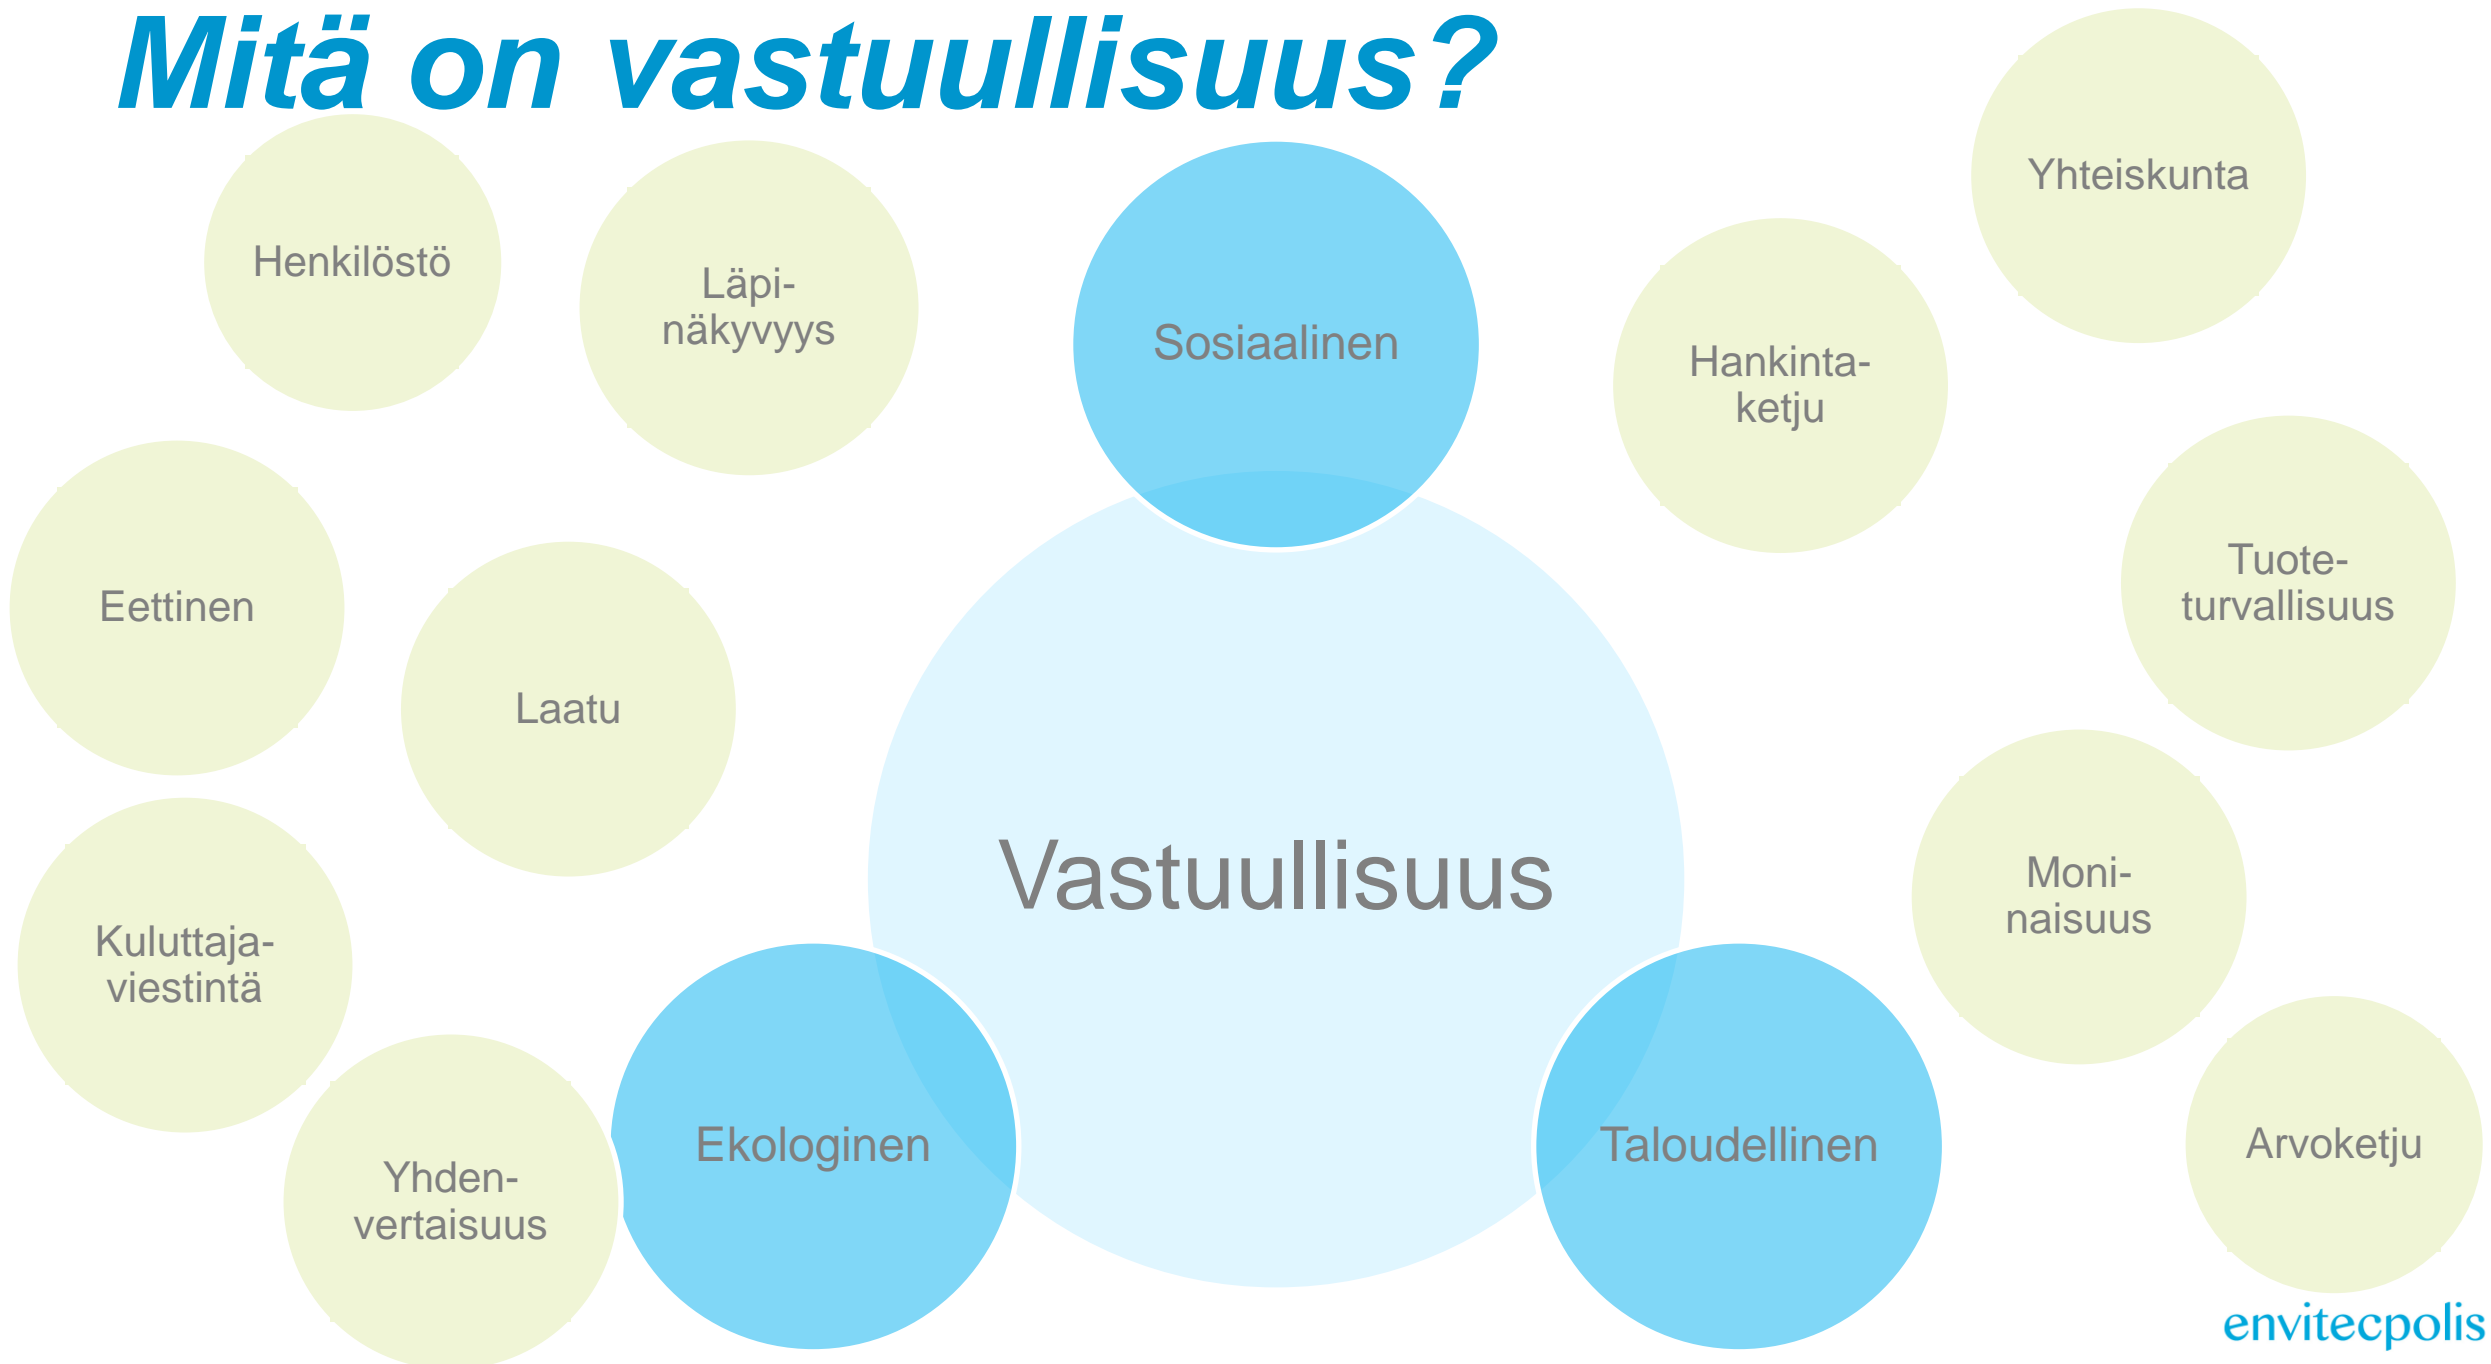 Mitä on vastuullisuus?
Henkilöstö
Läpi-
näkyvyys
Sosiaalinen
Hankinta-
ketju
Yhteiskunta
Eettinen
Laatu
Tuote-
turvallisuus
Vastuullisuus
Moni-
naisuus
Kuluttaja-
viestintä
Yhden-
vertaisuus
Ekologinen
Taloudellinen
Arvoketju
envitecpolis